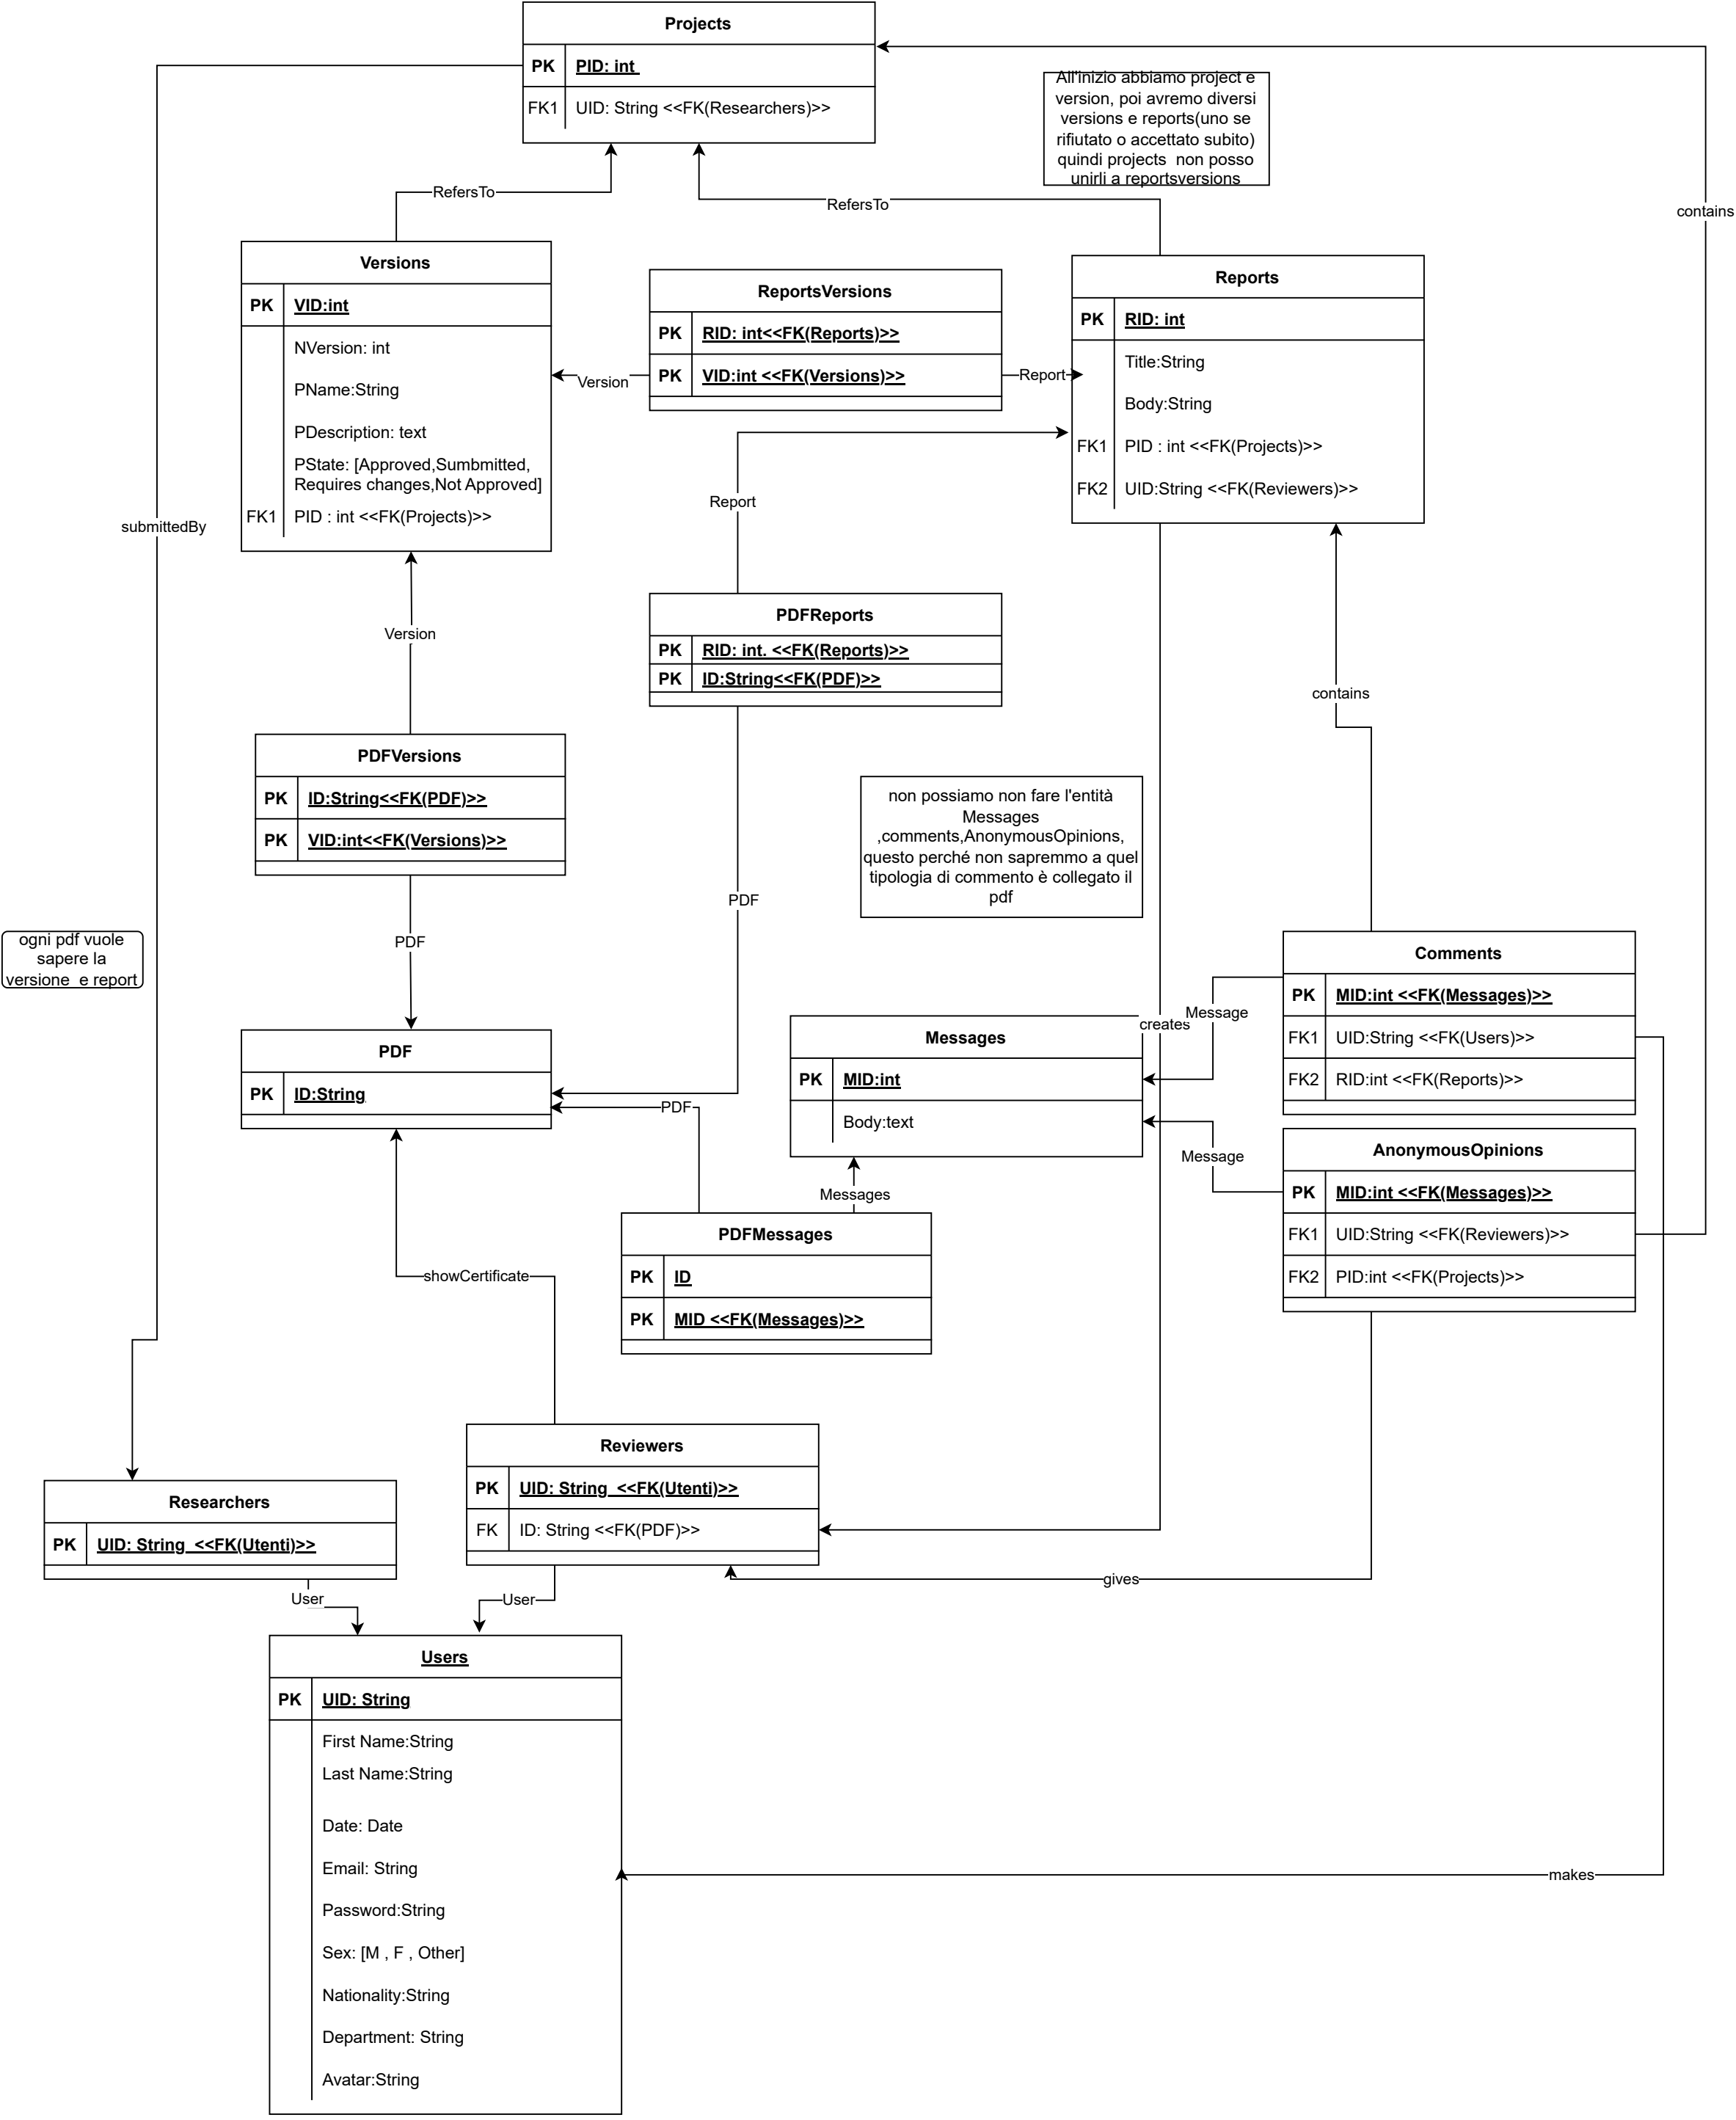 Projects
PK PID: int
FK1 UID: String <<FK(Researchers)>>
All'inizio abbiamo project e
version, poi avremo diversi
versions e reports(uno se
rifiutato o accettato subito)
quindi projects non posso
unirli a reportsversions
contains
RefersTo
RefersTo
Versions
PK VID:int
NVersion: int
PName:String
PDescription: text
PState: [Approved,Sumbmitted,
Requires changes,Not Approved]
FK1 PID : int <<FK(Projects)>>
ReportsVersions
PK RID: int<<FK(Reports)>>
PK VID:int <<FK(Versions)>>
Version
Report
Reports
PK RID: int
Title:String
Body:String
FK1 PID : int <<FK(Projects)>>
FK2 UID:String <<FK(Reviewers)>>
Report
submittedBy
Version
PDFReports
PK RID: int. <<FK(Reports)>>
PK ID:String<<FK(PDF)>>
contains
PDFVersions
PK ID:String<<FK(PDF)>>
PK VID:int<<FK(Versions)>>
non possiamo non fare l'entità
Messages
,comments,AnonymousOpinions,
questo perché non sapremmo a quel
tipologia di commento è collegato il
pdf
PDF
PDF
ogni pdf vuole
sapere la
versione e report
Comments
PK MID:int <<FK(Messages)>>
FK1 UID:String <<FK(Users)>>
FK2 RID:int <<FK(Reports)>>
Message
creates
PDF
PK ID:String
Messages
PK MID:int
Body:text
PDF
Message
AnonymousOpinions
PK MID:int <<FK(Messages)>>
FK1 UID:String <<FK(Reviewers)>>
FK2 PID:int <<FK(Projects)>>
Messages
PDFMessages
PK ID
PK MID <<FK(Messages)>>
showCertificate
Reviewers
PK UID: String <<FK(Utenti)>>
FK ID: String <<FK(PDF)>>
Researchers
PK UID: String <<FK(Utenti)>>
gives
User
User
Users
PK UID: String
First Name:String
Last Name:String
Date: Date
Email: String
Password:String
Sex: [M , F , Other]
Nationality:String
Department: String
Avatar:String
makes